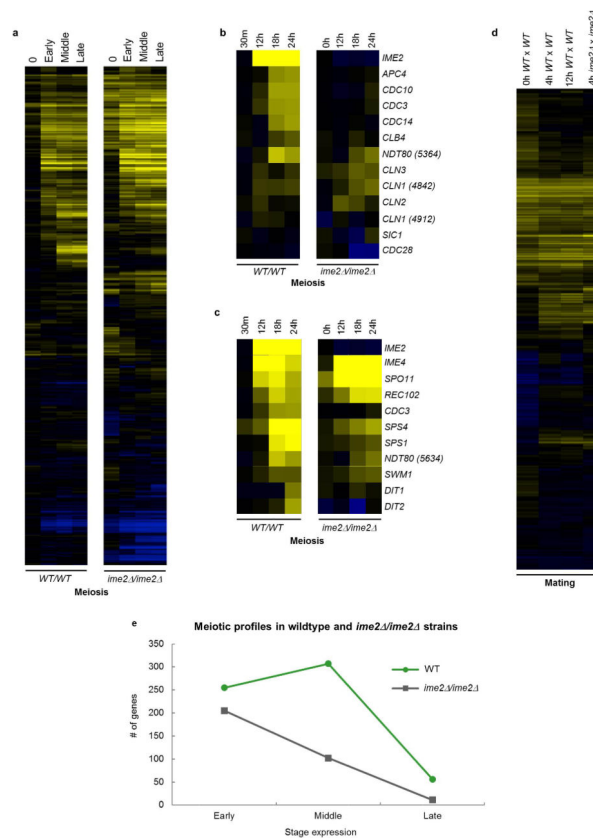 a
0
Early
Middle
Late
0
Early
Middle
Late
WT/WT
ime2Δ/ime2Δ
Meiosis
b
30m
12h
18h
24h
0h
12h
18h
24h
IME2
APC4
CDC10
CDC3
CDC14
CLB4
NDT80 (5364)
CLN3
CLN1 (4842)
CLN2
CLN1 (4912)
SIC1
CDC28
WT/WT
ime2Δ/ime2Δ
Meiosis
c
30m
12h
18h
24h
0h
12h
18h
24h
IME2
IME4
SPO11
REC102
CDC3
SPS4
SPS1
NDT80 (5634)
SWM1
DIT1
DIT2
WT/WT
ime2Δ/ime2Δ
Meiosis
d
0h WT x WT
4h WT x WT
12h WT x WT
4h ime2Δ x ime2Δ
Mating
e
Meiotic profiles in wildtype and ime2Δ/ime2Δ strains
350
300
250
200
150
100
50
0
# of genes
WT
ime2Δ/ime2Δ
Early
Middle
Late
Stage expression